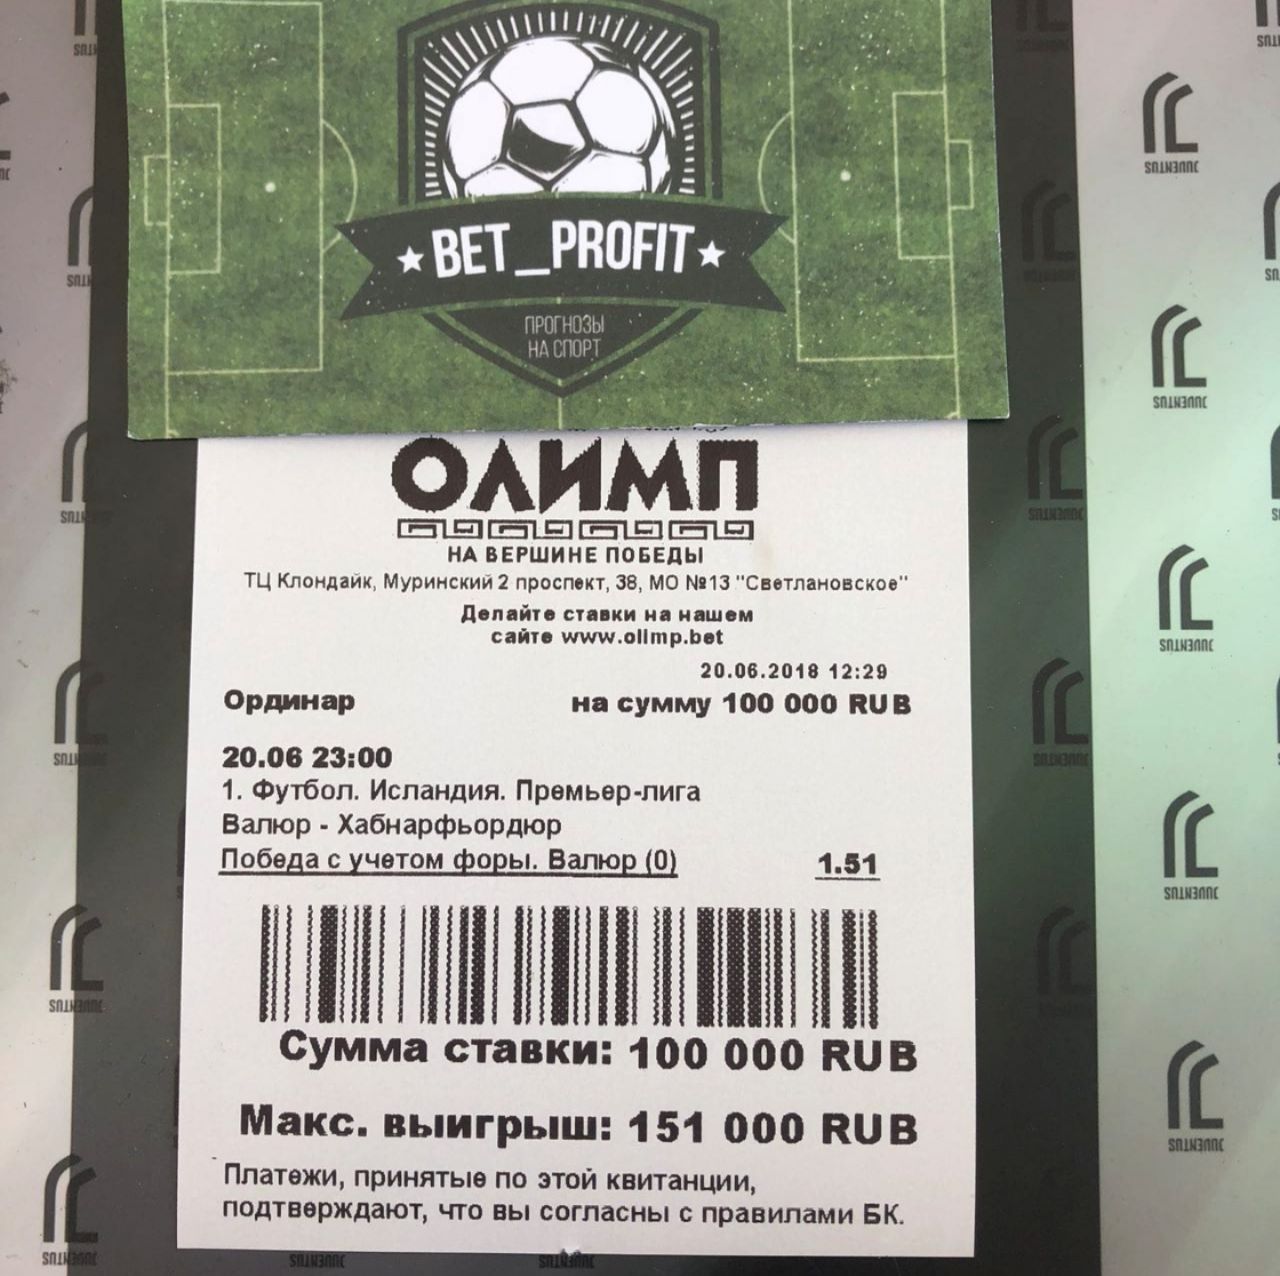 BET_PROFIT
ПРОГНОЗЫ
НА СПОРТ
ОЛИМП
НА ВЕРШИНЕ ПОБЕДЫ
ТЦ Клондайк, Муринский 2 проспект, 38, МО №13 "Светлановское"
Делайте ставки на нашем
сайте www.olimp.bet
20.06.2018 12:29
Ординар на сумму 100 000 RUB
20.06 23:00
1. Футбол. Исландия. Премьер-лига
Валюр - Хабнарфьордюр
Победа с учетом форы. Валюр (0) 1.51
Сумма ставки: 100 000 RUB
Макс. выигрыш: 151 000 RUB
Платежи, принятые по этой квитанции,
подтверждают, что вы согласны с правилами БК.
JUVENTUS
JUVENTUS
JUVENTUS
JUVENTUS
JUVENTUS